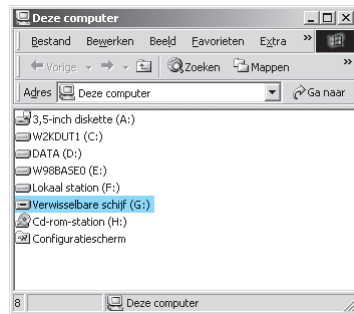 Deze computer
Bestand Bewerken Beeld Favorieten Extra »
Vorige Zoeken Mappen »
Adres Deze computer Ga naar
3,5-inch diskette (A:)
W2KDUT1 (C:)
DATA (D:)
W98BASE0 (E:)
Lokaal station (F:)
Verwisselbare schijf (G:)
Cd-rom-station (H:)
Configuratiescherm
8 Deze computer